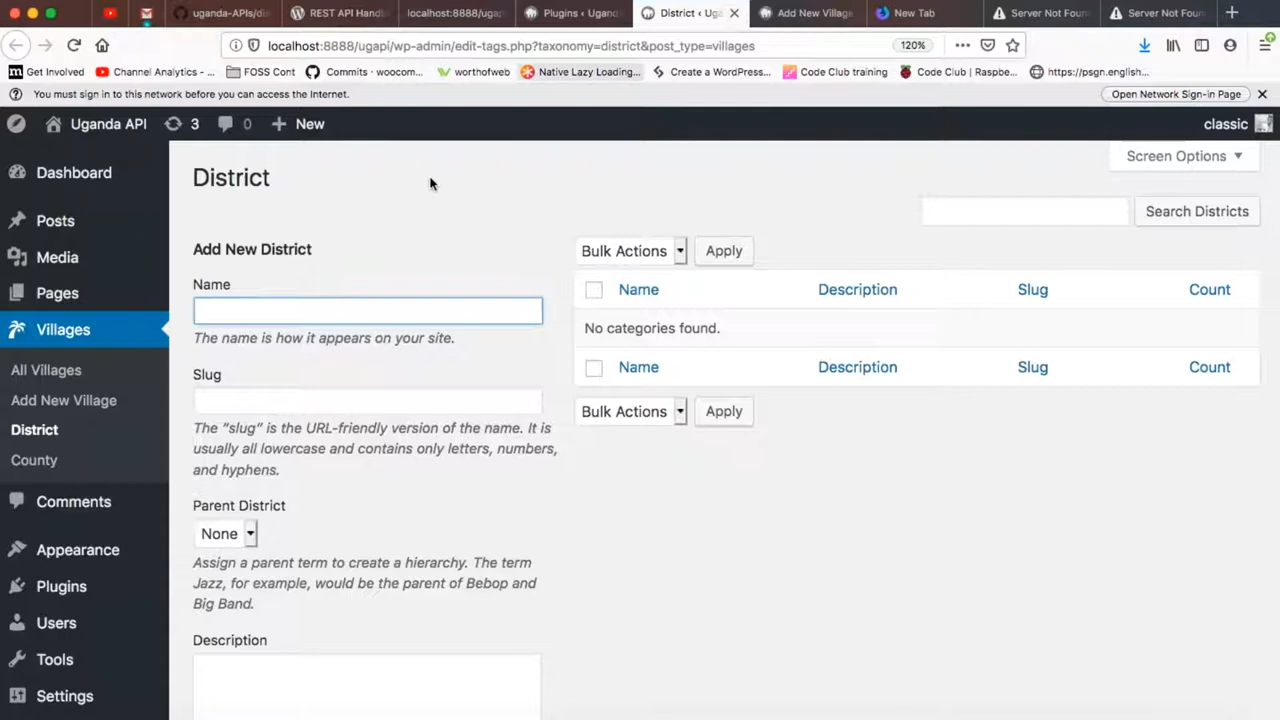 uganda-APIs/dis
REST API Handb
localhost:8888/ugap
Plugins ‹ Uganda
District ‹ Uga
Add New Village
New Tab
Server Not Foun
Server Not Foun
localhost:8888/ugapi/wp-admin/edit-tags.php?taxonomy=district&post_type=villages
120%
Get Involved
Channel Analytics - ...
FOSS Cont
Commits · woocom...
worthofweb
Native Lazy Loading...
Create a WordPress...
Code Club training
Code Club | Raspbe...
https://psgn.english...
You must sign in to this network before you can access the Internet.
Open Network Sign-in Page
Uganda API
3
0
New
classic
Screen Options
Dashboard
Posts
Media
Pages
Villages
All Villages
Add New Village
District
County
Comments
Appearance
Plugins
Users
Tools
Settings
District
Search Districts
Add New District
Name
The name is how it appears on your site.
Slug
The “slug” is the URL-friendly version of the name. It is
usually all lowercase and contains only letters, numbers,
and hyphens.
Parent District
None
Assign a parent term to create a hierarchy. The term
Jazz, for example, would be the parent of Bebop and
Big Band.
Description
Bulk Actions
Apply
Name Description Slug Count
No categories found.
Name Description Slug Count
Bulk Actions
Apply